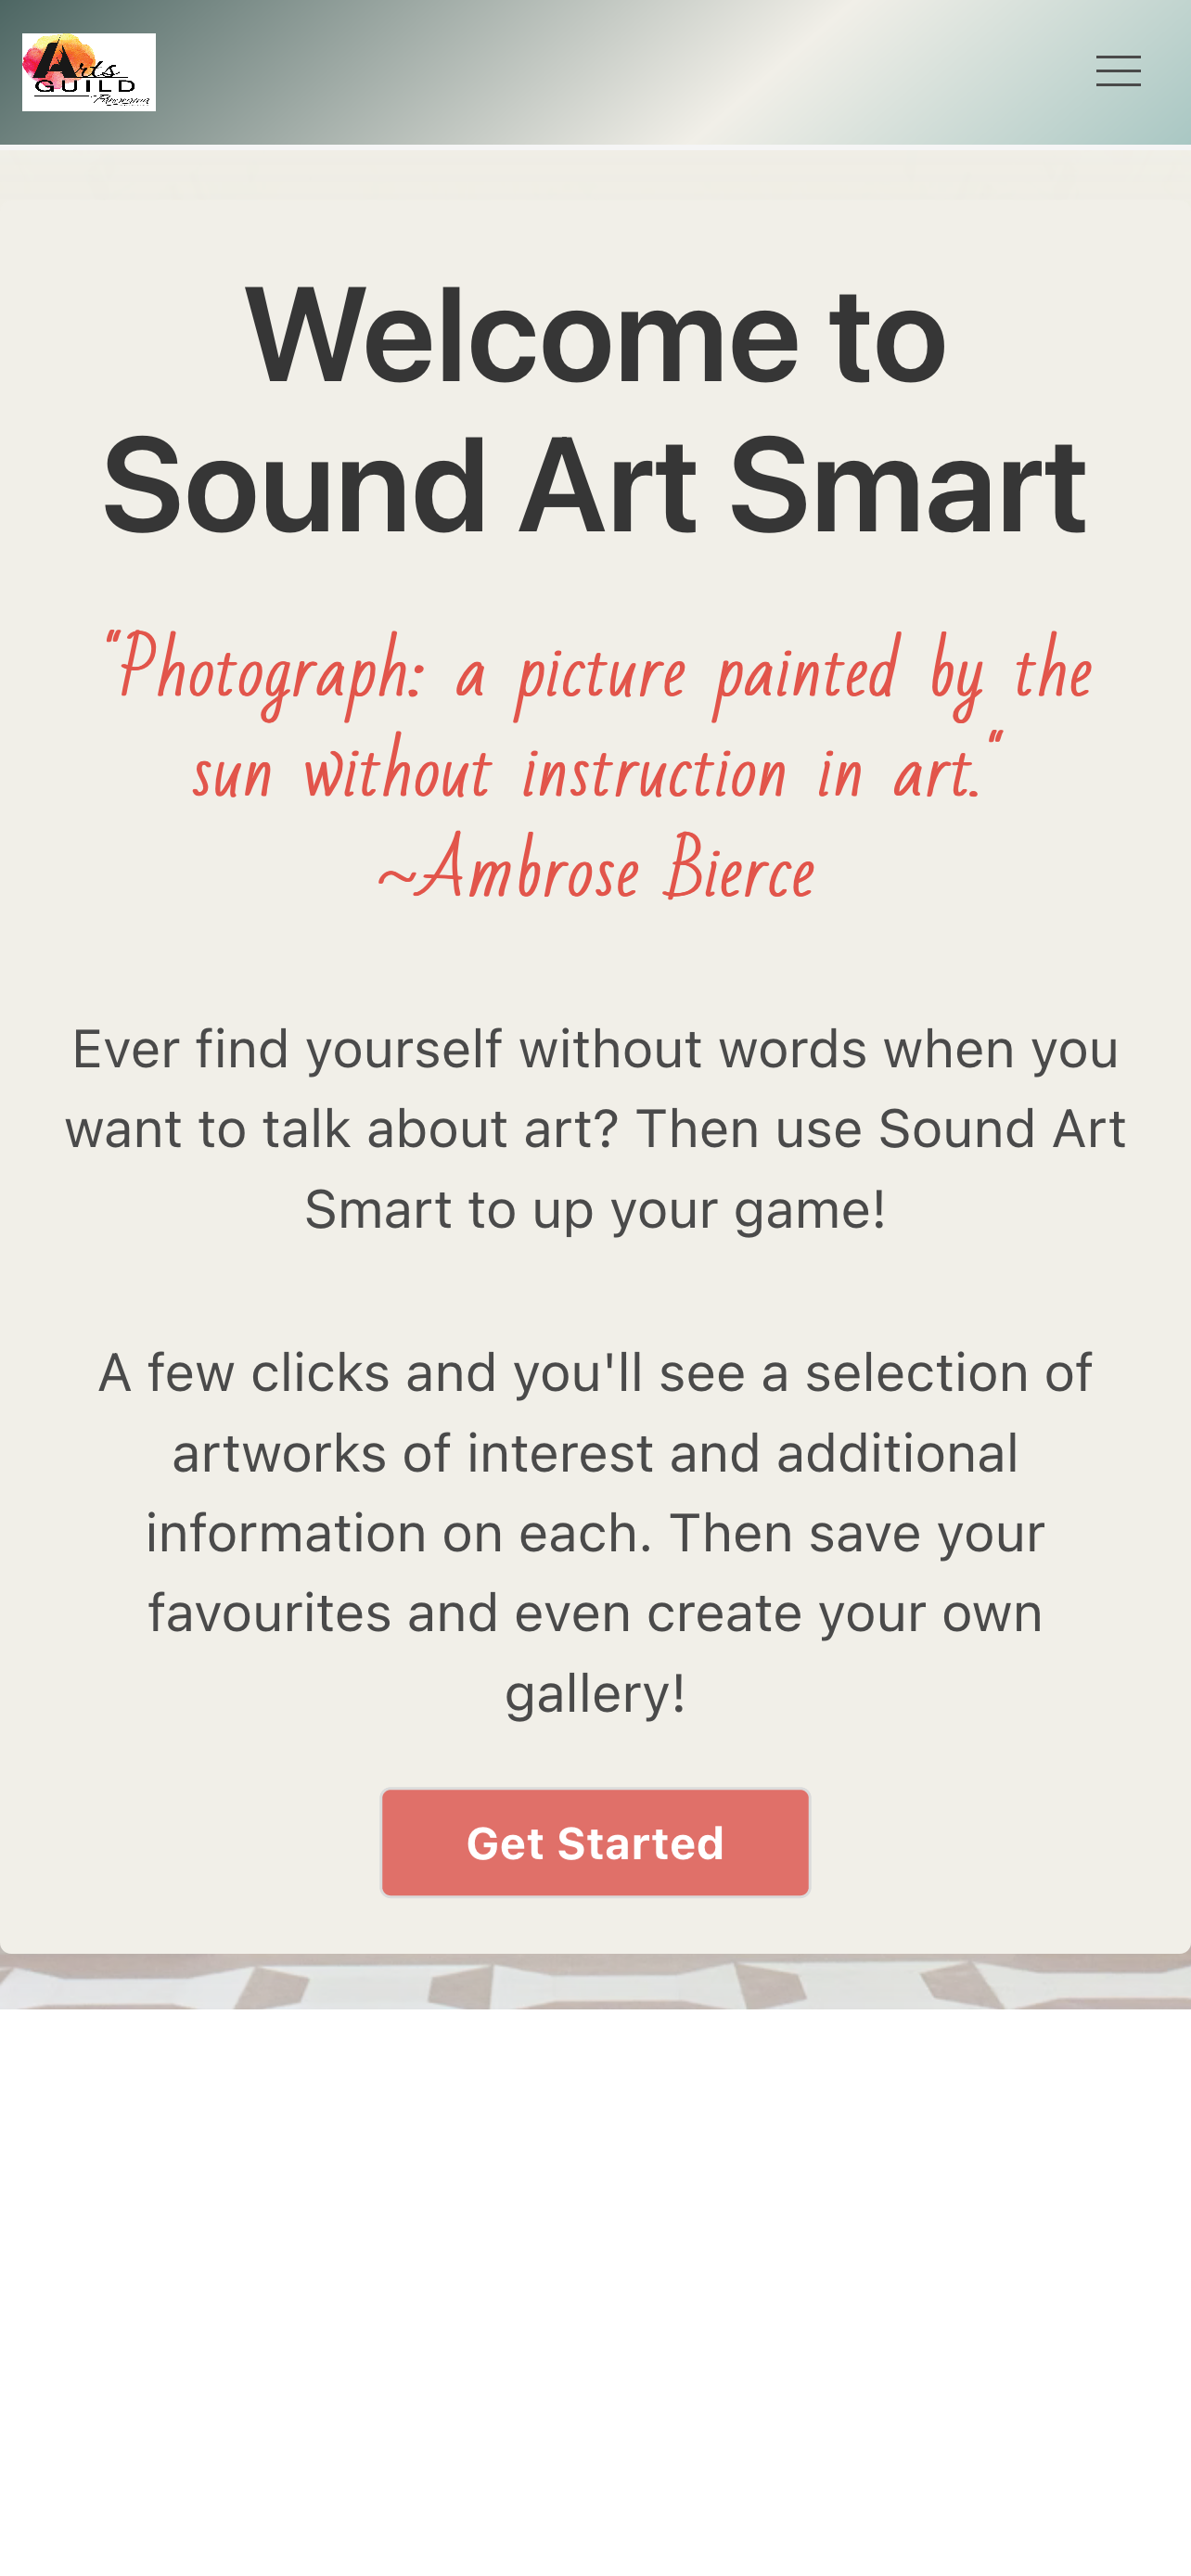 Arts
GUILD
Welcome to
Sound Art Smart
"Photograph: a picture painted by the
sun without instruction in art."
~Ambrose Bierce
Ever find yourself without words when you
want to talk about art? Then use Sound Art
Smart to up your game!
A few clicks and you'll see a selection of
artworks of interest and additional
information on each. Then save your
favourites and even create your own
gallery!
Get Started